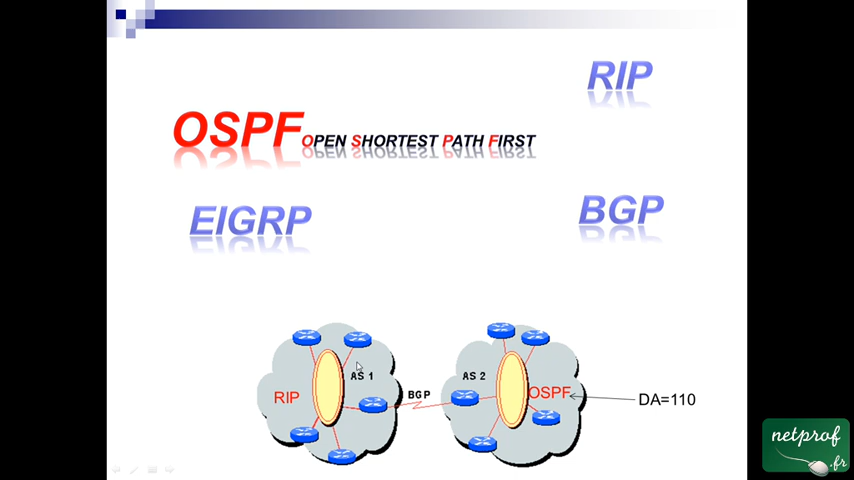 RIP
OSPF OPEN SHORTEST PATH FIRST
EIGRP
BGP
AS 1
RIP
BGP
AS 2
OSPF
DA=110
netprof
.fr